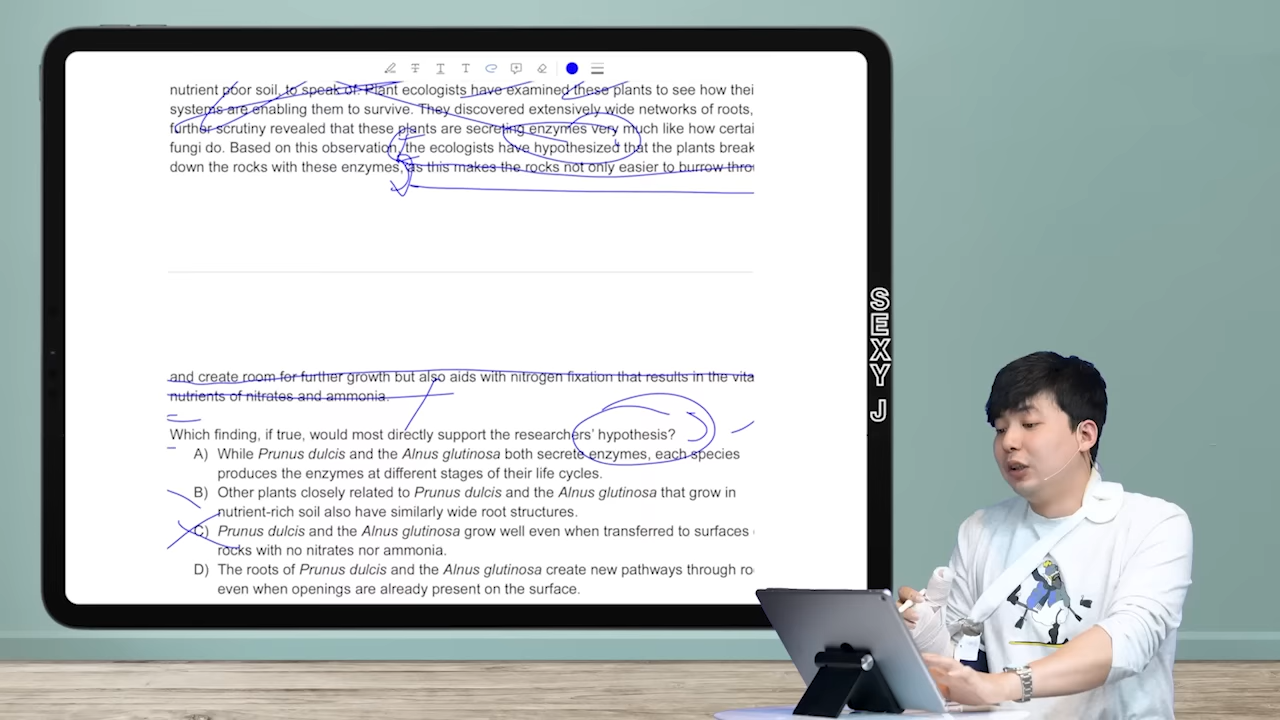 nutrient poor soil, to speak of. Plant ecologists have examined these plants to see how thei
systems are enabling them to survive. They discovered extensively wide networks of roots,
further scrutiny revealed that these plants are secreting enzymes very much like how certai
fungi do. Based on this observation, the ecologists have hypothesized that the plants break
down the rocks with these enzymes, as this makes the rocks not only easier to burrow thro
and create room for further growth but also aids with nitrogen fixation that results in the vita
nutrients of nitrates and ammonia.
Which finding, if true, would most directly support the researchers' hypothesis?
A) While Prunus dulcis and the Alnus glutinosa both secrete enzymes, each species
produces the enzymes at different stages of their life cycles.
B) Other plants closely related to Prunus dulcis and the Alnus glutinosa that grow in
nutrient-rich soil also have similarly wide root structures.
C) Prunus dulcis and the Alnus glutinosa grow well even when transferred to surfaces
rocks with no nitrates nor ammonia.
D) The roots of Prunus dulcis and the Alnus glutinosa create new pathways through ro
even when openings are already present on the surface.
SEXY J